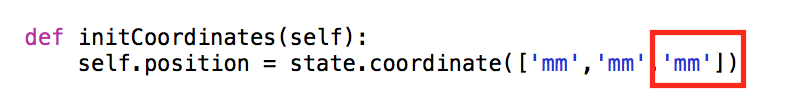 def initCoordinates(self):
self.position = state.coordinate(['mm','mm','mm'])